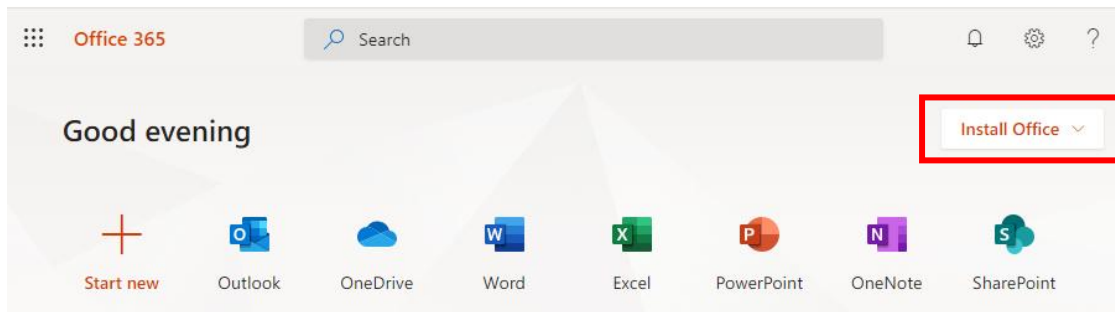 Office 365
Search
?
Good evening
Install Office
O
W
X
P
N
S
Start new
Outlook
OneDrive
Word
Excel
PowerPoint
OneNote
SharePoint